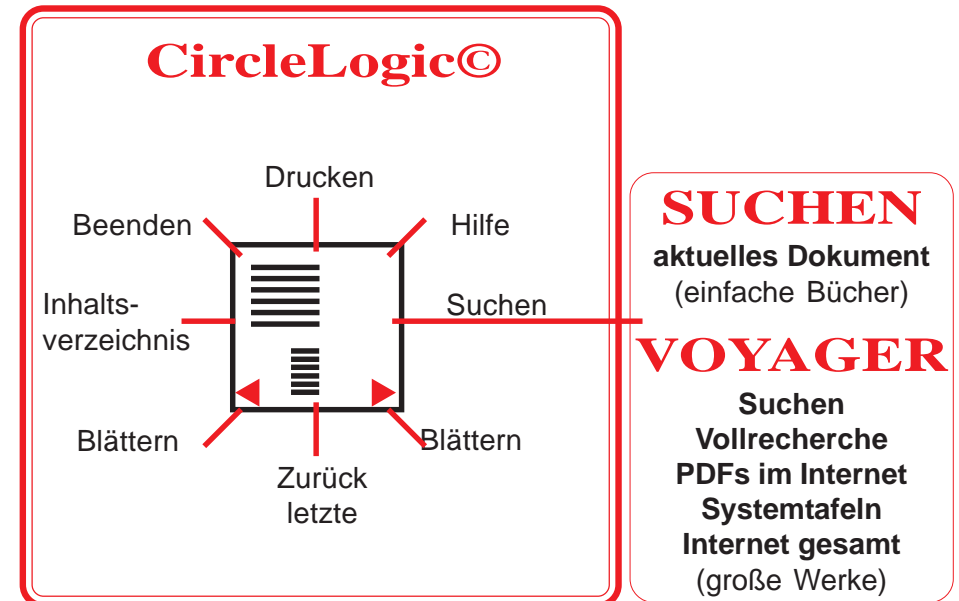 CircleLogic©
Drucken
Beenden
Hilfe
Inhalts-
verzeichnis
Suchen
Blättern
Blättern
Zurück
letzte
SUCHEN
aktuelles Dokument
(einfache Bücher)
VOYAGER
Suchen
Vollrecherche
PDFs im Internet
Systemtafeln
Internet gesamt
(große Werke)